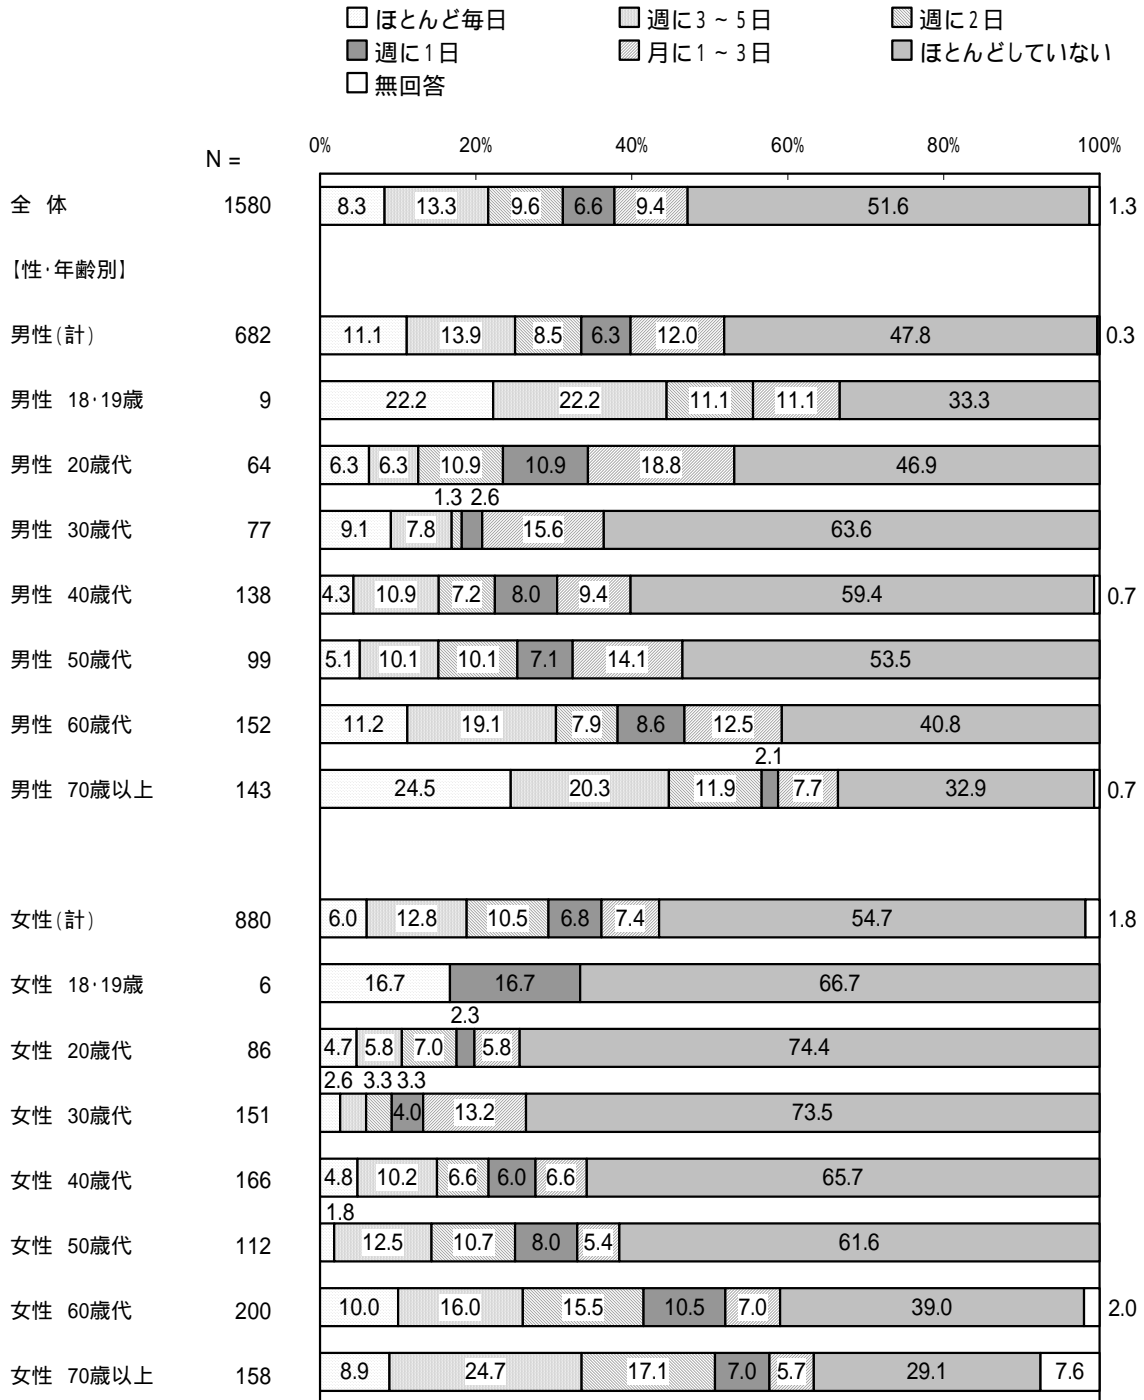 ほとんど毎日 週に3～5日 週に2日
週に1日 月に1～3日 ほとんどしていない
無回答
N = 0% 20% 40% 60% 80% 100%
全 体 1580 8.3 13.3 9.6 6.6 9.4 51.6 1.3
【性・年齢別】
男性(計) 682 11.1 13.9 8.5 6.3 12.0 47.8 0.3
男性 18・19歳 9 22.2 22.2 11.1 11.1 33.3
男性 20歳代 64 6.3 6.3 10.9 10.9 18.8 46.9
1.3 2.6
男性 30歳代 77 9.1 7.8 15.6 63.6
男性 40歳代 138 4.3 10.9 7.2 8.0 9.4 59.4 0.7
男性 50歳代 99 5.1 10.1 10.1 7.1 14.1 53.5
男性 60歳代 152 11.2 19.1 7.9 8.6 12.5 40.8
2.1
男性 70歳以上 143 24.5 20.3 11.9 7.7 32.9 0.7
女性(計) 880 6.0 12.8 10.5 6.8 7.4 54.7 1.8
女性 18・19歳 6 16.7 16.7 66.7
2.3
女性 20歳代 86 4.7 5.8 7.0 5.8 74.4
2.6 3.3 3.3
女性 30歳代 151 4.0 13.2 73.5
女性 40歳代 166 4.8 10.2 6.6 6.0 6.6 65.7
1.8
女性 50歳代 112 12.5 10.7 8.0 5.4 61.6
女性 60歳代 200 10.0 16.0 15.5 10.5 7.0 39.0 2.0
女性 70歳以上 158 8.9 24.7 17.1 7.0 5.7 29.1 7.6